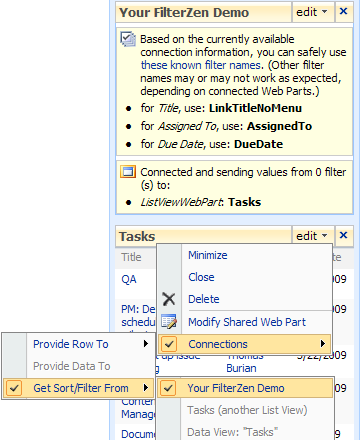 Your FilterZen Demo edit
Based on the currently available
connection information, you can safely use
these known filter names. (Other filter
names may or may not work as expected,
depending on connected Web Parts.)
for Title, use: LinkTitleNoMenu
for Assigned To, use: AssignedTo
for Due Date, use: DueDate
Connected and sending values from 0 filter
(s) to:
ListViewWebPart: Tasks
Tasks edit
Title
Minimize
QA
Close
PM: De
Delete
schedu
Modify Shared Web Part
Connections
Provide Row To
up issue Thomas 5/22/2009
Provide Data To
Burian
Get Sort/Filter From
Your FilterZen Demo
Conten
Manage
Tasks (another List View)
Docume
Data View: "Tasks"